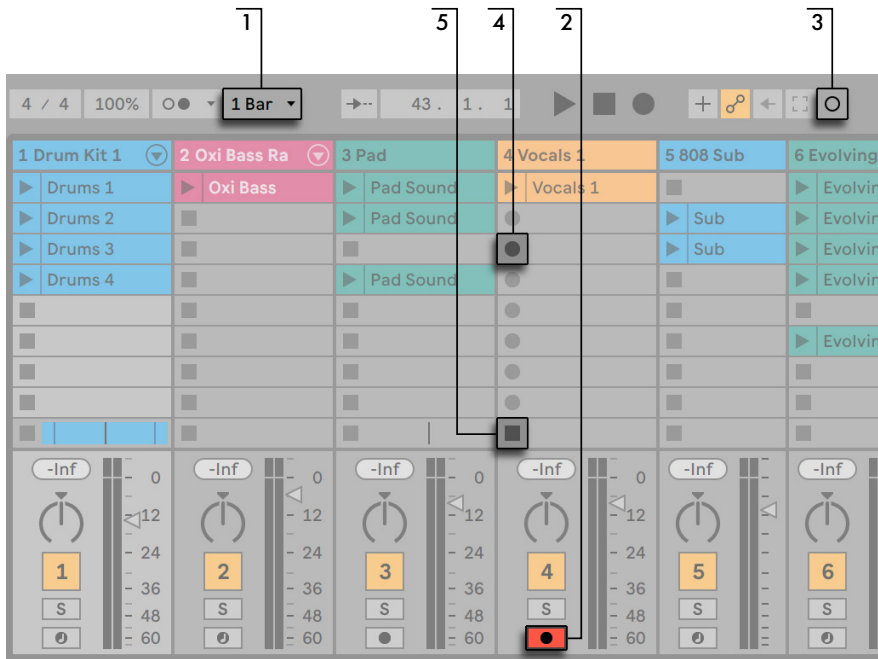 1 5 4 2 3
4 / 4 100% 1 Bar 43. 1. 1
1 Drum Kit 1 2 Oxi Bass Ra 3 Pad 4 Vocals 1 5 808 Sub 6 Evolving
Drums 1 Oxi Bass Pad Sound Vocals 1 Evolvin
Drums 2 Pad Sound Sub Evolvin
Drums 3 Sub Evolvin
Drums 4 Pad Sound Evolvin
Evolvin
-Inf -Inf -Inf -Inf -Inf -Inf
0 0 0 0
12 12 12 12
24 24 24 24
1 2 3 4 5 6
36 36 36 36
S S S S S S
48 48 48 48
60 60 60 60